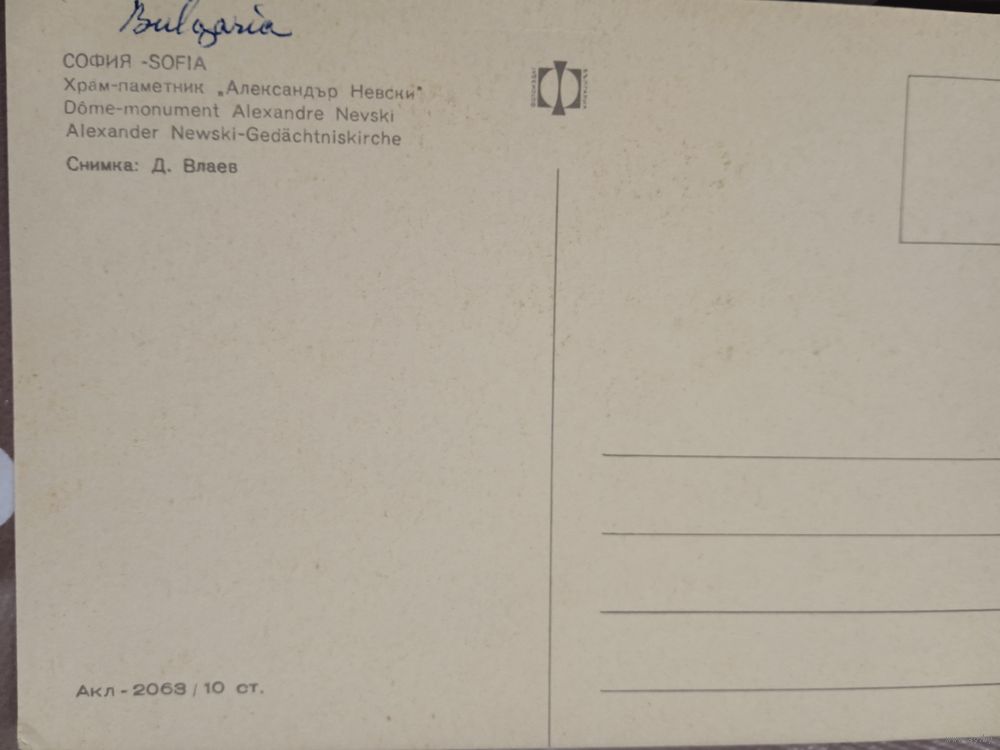 Bulgaria
СОФИЯ -SOFIA
Храм-паметник „Александър Невски"
Dôme-monument Alexandre Nevski
Alexander Newski-Gedächtniskirche
Снимка: Д. Влаев
Акл-2063/10 ст.